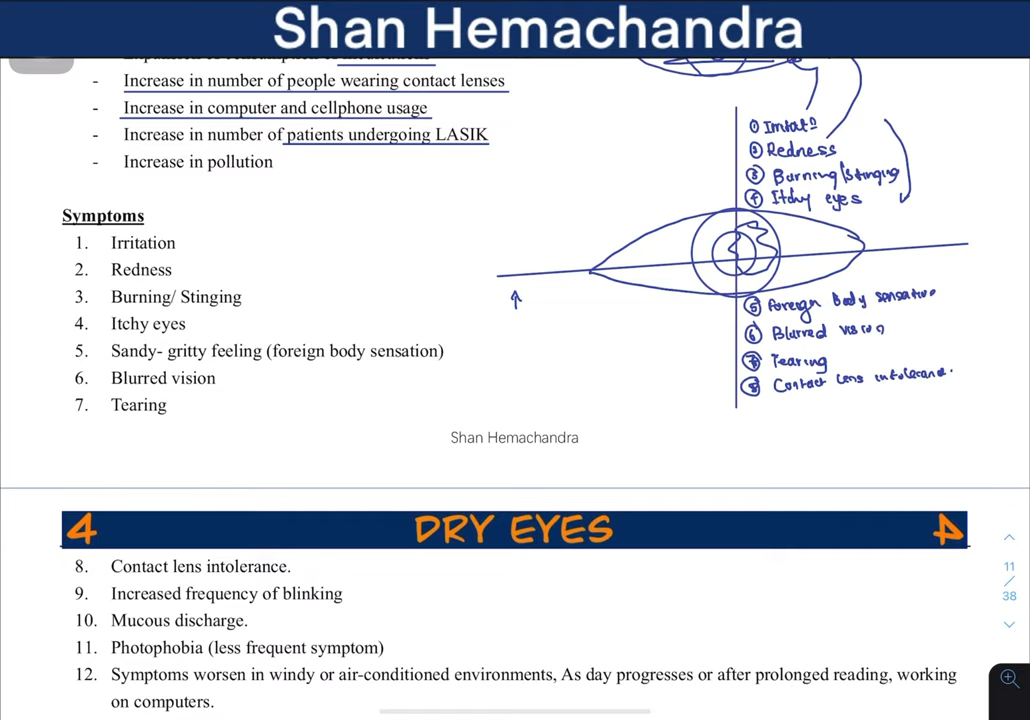 Shan Hemachandra
- Increase in number of people wearing contact lenses
- Increase in computer and cellphone usage
- Increase in number of patients undergoing LASIK
- Increase in pollution
① Irritatⁿ
② Redness
③ Burning/Stinging
④ Itchy eyes
Symptoms
1. Irritation
2. Redness
3. Burning/ Stinging
4. Itchy eyes
5. Sandy- gritty feeling (foreign body sensation)
6. Blurred vision
7. Tearing
⑤ Foreign Body sensation
⑥ Blurred vision
⑦ Tearing
⑧ Contact lens
Shan Hemachandra
4 DRY EYES 4
8. Contact lens intolerance.
9. Increased frequency of blinking
10. Mucous discharge.
11. Photophobia (less frequent symptom)
12. Symptoms worsen in windy or air-conditioned environments, As day progresses or after prolonged reading, working
on computers.
11
/
38